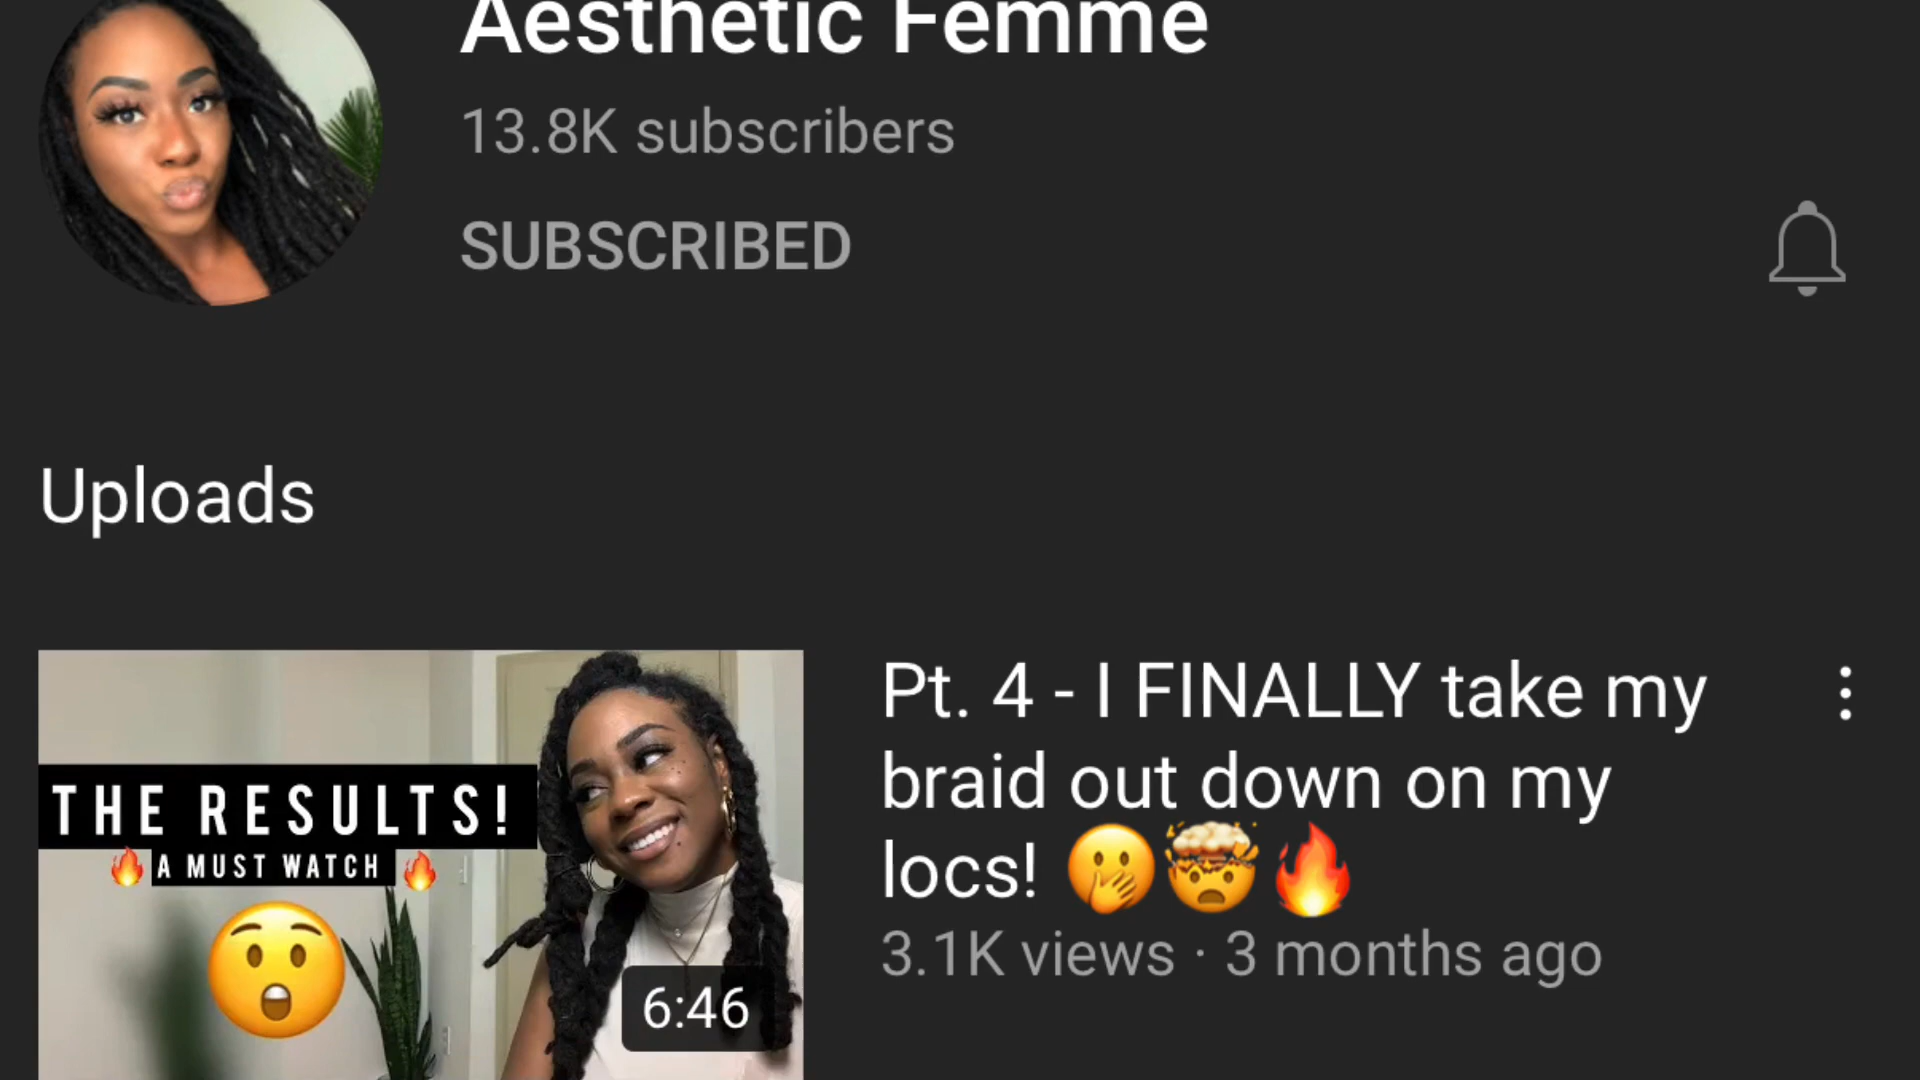 Aesthetic Femme
13.8K subscribers
SUBSCRIBED
Uploads
THE RESULTS!
🔥A MUST WATCH🔥
6:46
Pt. 4 - I FINALLY take my
braid out down on my
locs! 🫢🤯🔥
3.1K views · 3 months ago